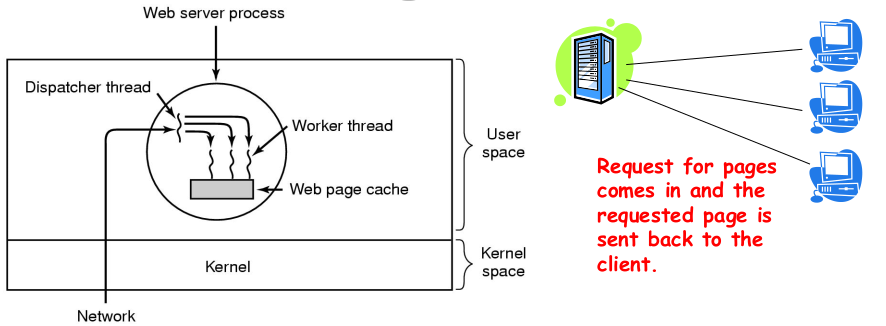 Web server process
Dispatcher thread
Worker thread
Web page cache
User
space
Kernel
Kernel
space
Network
Request for pages
comes in and the
requested page is
sent back to the
client.